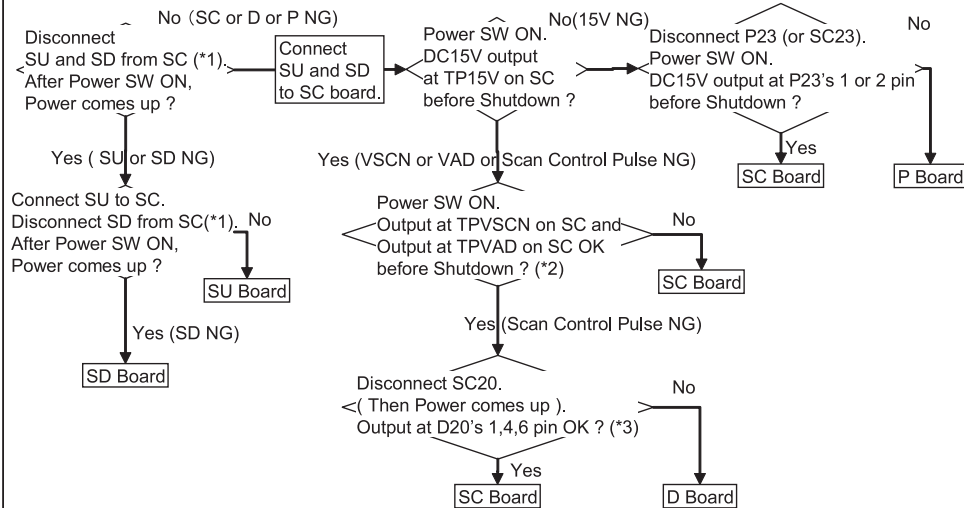 No (SC or D or P NG)
Disconnect
SU and SD from SC (*1).
After Power SW ON,
Power comes up ?
Connect
SU and SD
to SC board.
Power SW ON.
DC15V output
at TP15V on SC
before Shutdown ?
No(15V NG)
Disconnect P23 (or SC23).
Power SW ON.
DC15V output at P23's 1 or 2 pin
before Shutdown ?
No
Yes
SC Board
P Board
Yes ( SU or SD NG)
Connect SU to SC.
Disconnect SD from SC(*1).
After Power SW ON,
Power comes up ?
No
SU Board
Yes (SD NG)
SD Board
Yes (VSCN or VAD or Scan Control Pulse NG)
Power SW ON.
Output at TPVSCN on SC and
Output at TPVAD on SC OK
before Shutdown ? (*2)
No
SC Board
Yes (Scan Control Pulse NG)
Disconnect SC20.
( Then Power comes up ).
Output at D20's 1,4,6 pin OK ? (*3)
No
Yes
SC Board
D Board